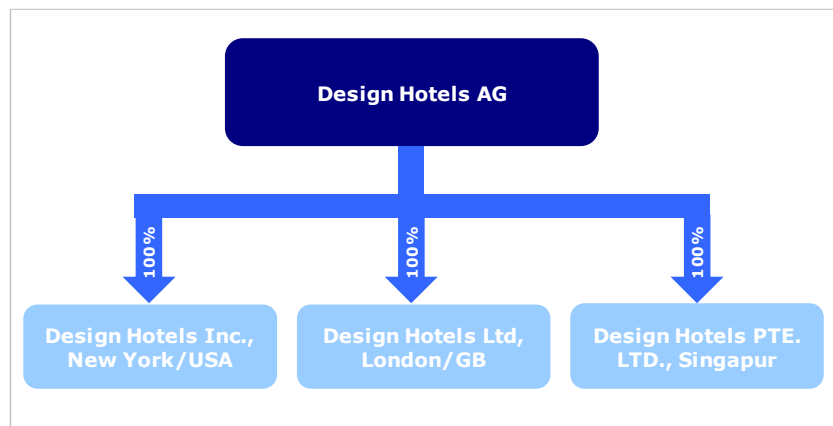 Design Hotels AG
100%
100%
100%
Design Hotels Inc.,
New York/USA
Design Hotels Ltd,
London/GB
Design Hotels PTE.
LTD., Singapur